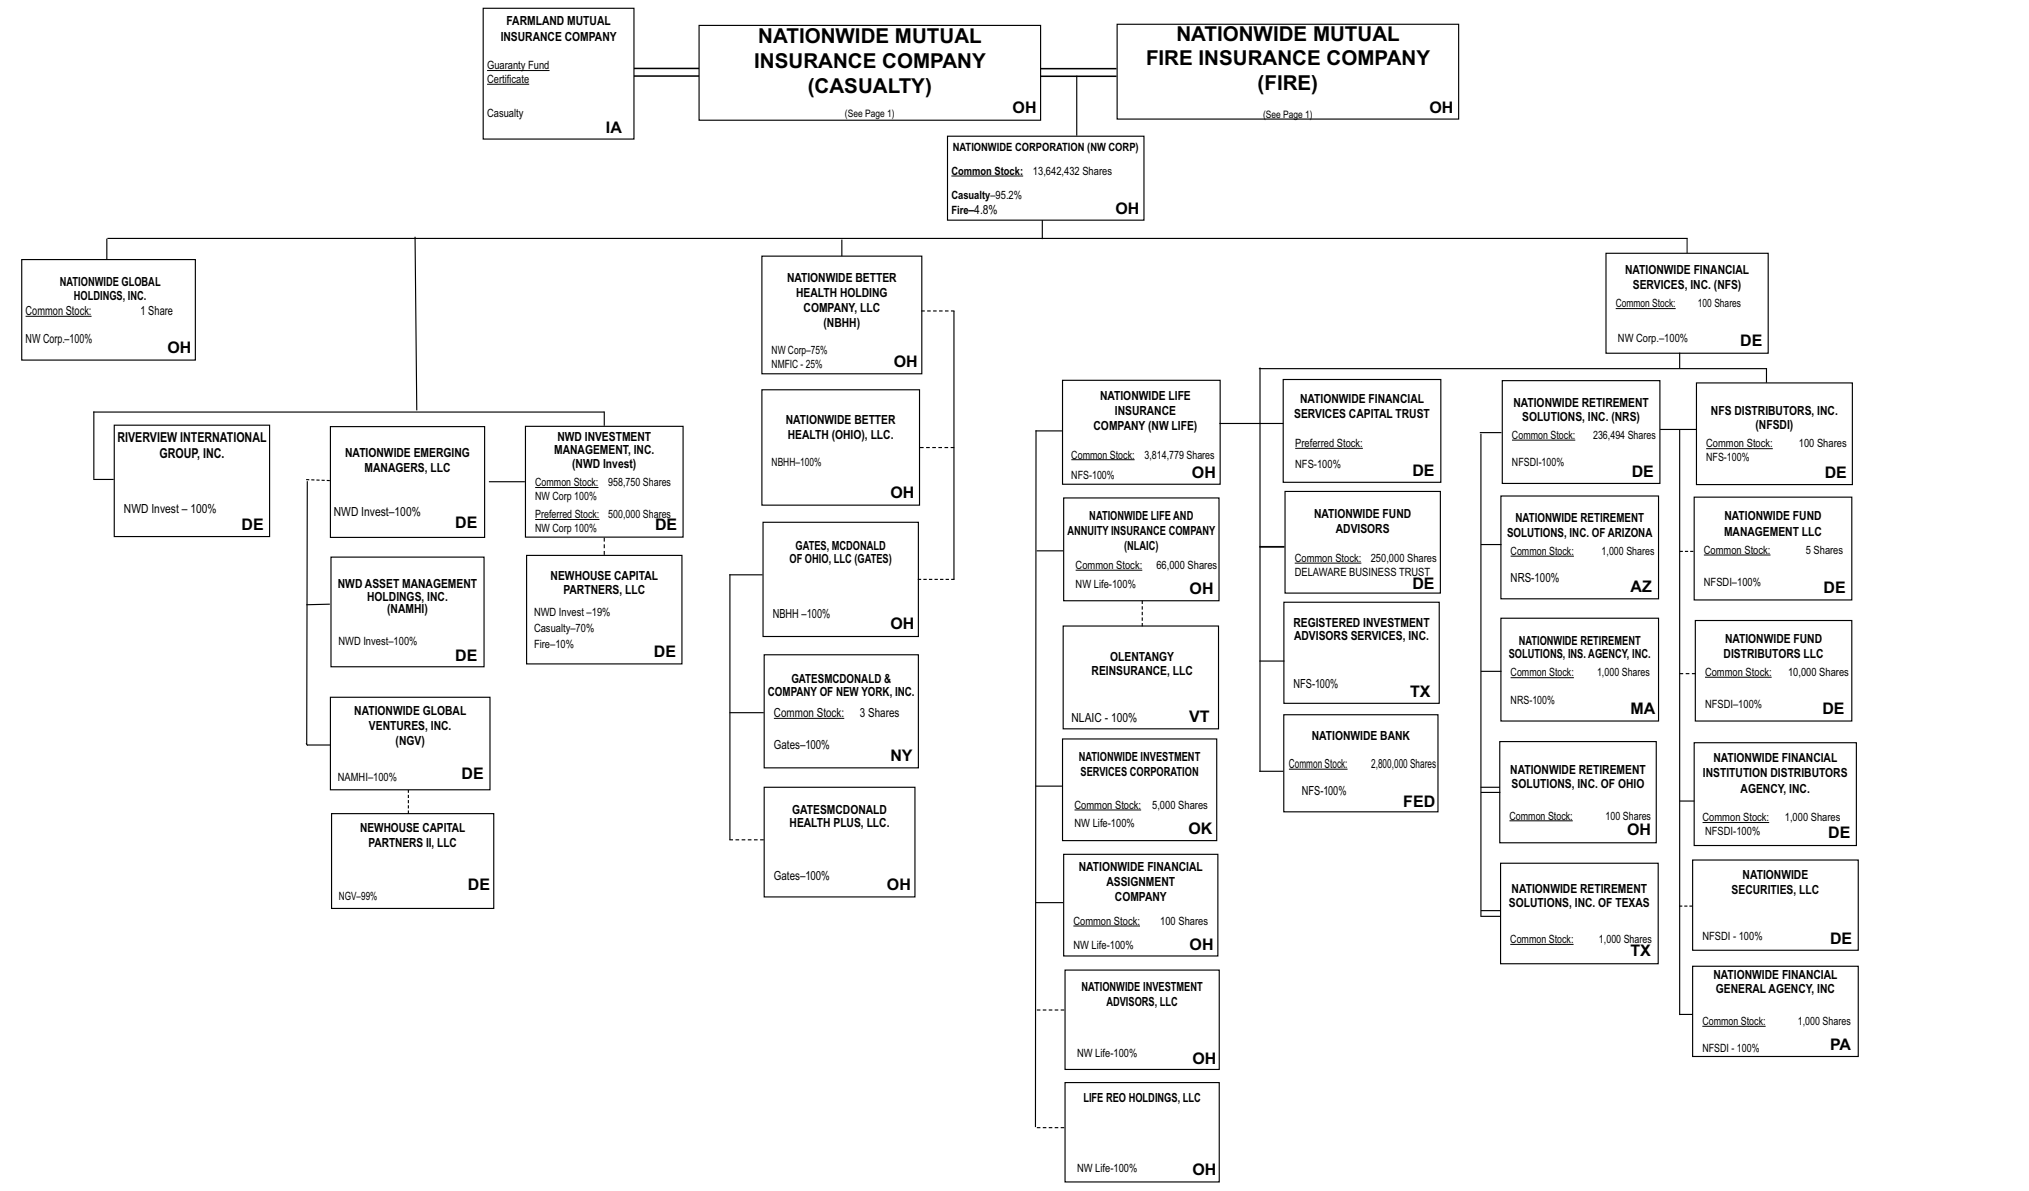 FARMLAND MUTUAL
INSURANCE COMPANY
Guaranty Fund
Certificate
Casualty
IA
NATIONWIDE MUTUAL
INSURANCE COMPANY
(CASUALTY)
(See Page 1)
OH
NATIONWIDE MUTUAL
FIRE INSURANCE COMPANY
(FIRE)
(See Page 1)
OH
NATIONWIDE CORPORATION (NW CORP)
Common Stock: 13,642,432 Shares
Casualty–95.2%
Fire–4.8%
OH
NATIONWIDE GLOBAL
HOLDINGS, INC.
Common Stock: 1 Share
NW Corp.–100%
OH
RIVERVIEW INTERNATIONAL
GROUP, INC.
NWD Invest – 100%
DE
NATIONWIDE EMERGING
MANAGERS, LLC
NWD Invest–100%
DE
NWD ASSET MANAGEMENT
HOLDINGS, INC.
(NAMHI)
NWD Invest–100%
DE
NATIONWIDE GLOBAL
VENTURES, INC.
(NGV)
NAMHI–100%
DE
NEWHOUSE CAPITAL
PARTNERS II, LLC
NGV–99%
DE
NWD INVESTMENT
MANAGEMENT, INC.
(NWD Invest)
Common Stock: 958,750 Shares
NW Corp 100%
Preferred Stock: 500,000 Shares
NW Corp 100%
DE
NEWHOUSE CAPITAL
PARTNERS, LLC
NWD Invest –19%
Casualty–70%
Fire–10%
DE
NATIONWIDE BETTER
HEALTH HOLDING
COMPANY, LLC
(NBHH)
NW Corp–75%
NMFIC - 25%
OH
NATIONWIDE BETTER
HEALTH (OHIO), LLC.
NBHH–100%
OH
GATES, MCDONALD
OF OHIO, LLC (GATES)
NBHH –100%
OH
GATESMCDONALD &
COMPANY OF NEW YORK, INC.
Common Stock: 3 Shares
Gates–100%
NY
GATESMCDONALD
HEALTH PLUS, LLC.
Gates–100%
OH
NATIONWIDE FINANCIAL
SERVICES, INC. (NFS)
Common Stock: 100 Shares
NW Corp.–100%
DE
NATIONWIDE LIFE
INSURANCE
COMPANY (NW LIFE)
Common Stock: 3,814,779 Shares
NFS-100%
OH
NATIONWIDE LIFE AND
ANNUITY INSURANCE COMPANY
(NLAIC)
Common Stock: 66,000 Shares
NW Life-100%
OH
OLENTANGY
REINSURANCE, LLC
NLAIC - 100%
VT
NATIONWIDE INVESTMENT
SERVICES CORPORATION
Common Stock: 5,000 Shares
NW Life-100%
OK
NATIONWIDE FINANCIAL
ASSIGNMENT
COMPANY
Common Stock: 100 Shares
NW Life-100%
OH
NATIONWIDE INVESTMENT
ADVISORS, LLC
NW Life-100%
OH
LIFE REO HOLDINGS, LLC
NW Life-100%
OH
NATIONWIDE FINANCIAL
SERVICES CAPITAL TRUST
Preferred Stock:
NFS-100%
DE
NATIONWIDE FUND
ADVISORS
Common Stock: 250,000 Shares
DELAWARE BUSINESS TRUST
DE
REGISTERED INVESTMENT
ADVISORS SERVICES, INC.
NFS-100%
TX
NATIONWIDE BANK
Common Stock: 2,800,000 Shares
NFS-100%
FED
NATIONWIDE RETIREMENT
SOLUTIONS, INC. (NRS)
Common Stock: 236,494 Shares
NFSDI-100%
DE
NATIONWIDE RETIREMENT
SOLUTIONS, INC. OF ARIZONA
Common Stock: 1,000 Shares
NRS-100%
AZ
NATIONWIDE RETIREMENT
SOLUTIONS, INS. AGENCY, INC.
Common Stock: 1,000 Shares
NRS-100%
MA
NATIONWIDE RETIREMENT
SOLUTIONS, INC. OF OHIO
Common Stock: 100 Shares
OH
NATIONWIDE RETIREMENT
SOLUTIONS, INC. OF TEXAS
Common Stock: 1,000 Shares
TX
NFS DISTRIBUTORS, INC.
(NFSDI)
Common Stock: 100 Shares
NFS-100%
DE
NATIONWIDE FUND
MANAGEMENT LLC
Common Stock: 5 Shares
NFSDI–100%
DE
NATIONWIDE FUND
DISTRIBUTORS LLC
Common Stock: 10,000 Shares
NFSDI–100%
DE
NATIONWIDE FINANCIAL
INSTITUTION DISTRIBUTORS
AGENCY, INC.
Common Stock: 1,000 Shares
NFSDI-100%
DE
NATIONWIDE
SECURITIES, LLC
NFSDI - 100%
DE
NATIONWIDE FINANCIAL
GENERAL AGENCY, INC
Common Stock: 1,000 Shares
NFSDI - 100%
PA